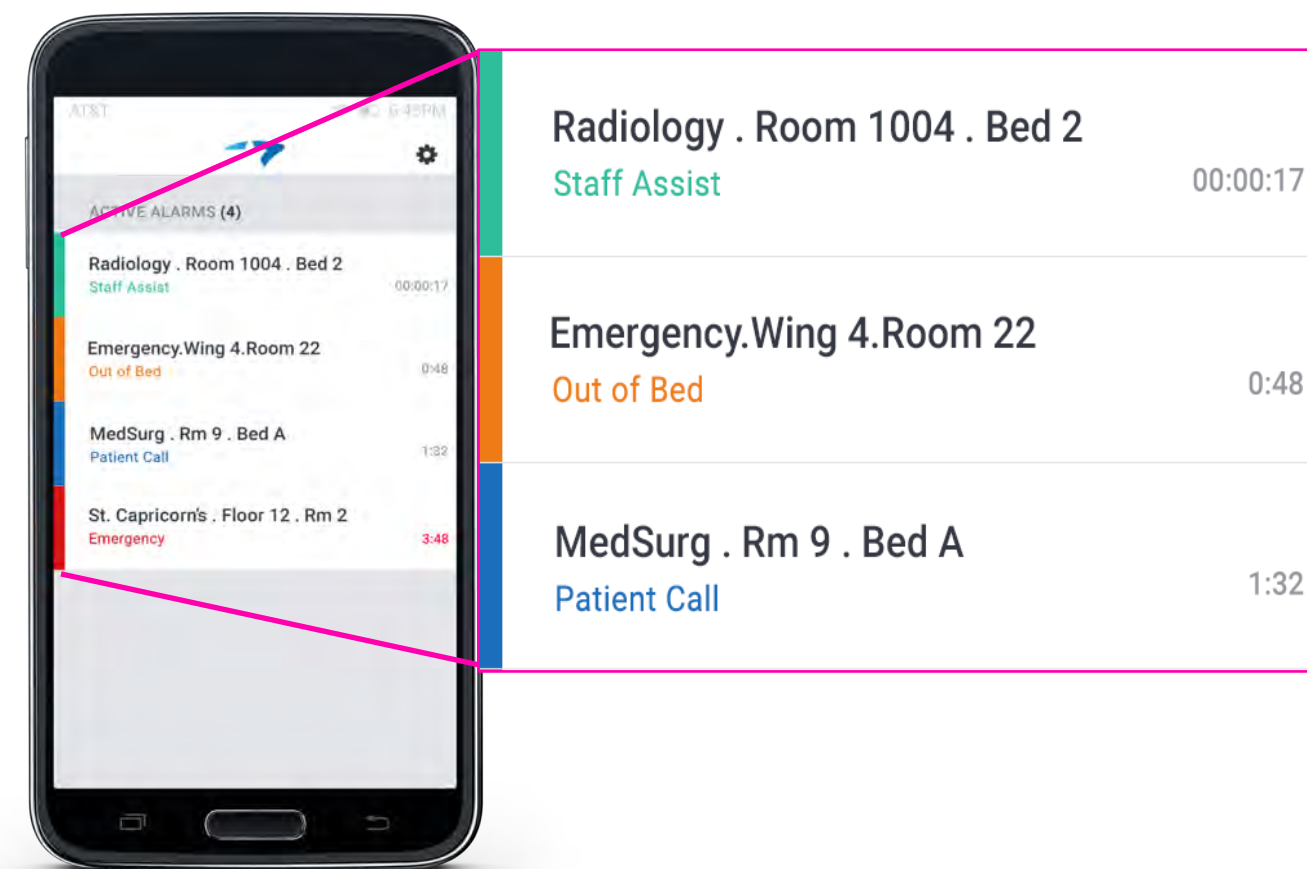 AT&T 6:48PM
ACTIVE ALARMS (4)
Radiology . Room 1004 . Bed 2
Staff Assist
00:00:17
Emergency.Wing 4.Room 22
Out of Bed
0:48
MedSurg . Rm 9 . Bed A
Patient Call
1:32
St. Capricorn's . Floor 12 . Rm 2
Emergency
3:48
Radiology . Room 1004 . Bed 2
Staff Assist
00:00:17
Emergency.Wing 4.Room 22
Out of Bed
0:48
MedSurg . Rm 9 . Bed A
Patient Call
1:32